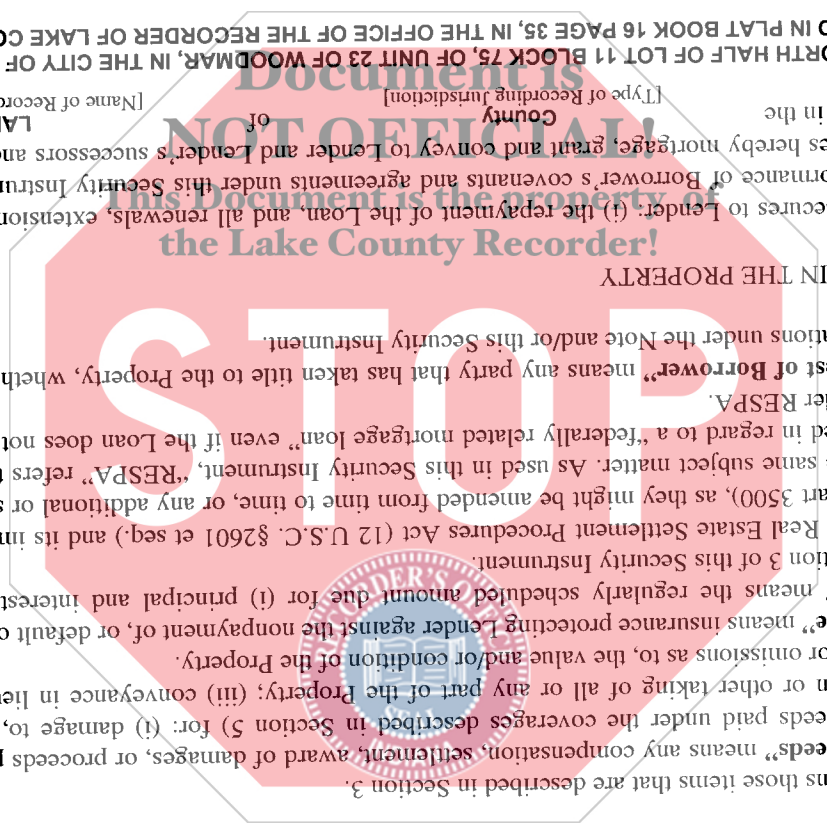 ns those items that are described in Section 3.
eeds" means any compensation, settlement, award of damages, or proceeds
eeds paid under the coverages described in Section 5) for: (i) damage to,
n or other taking of all or any part of the Property; (iii) conveyance in lieu
or omissions as to, the value and/or condition of the Property.
e" means insurance protecting Lender against the nonpayment of, or default o
" means the regularly scheduled amount due for (i) principal and interest
tion 3 of this Security Instrument.
Real Estate Settlement Procedures Act (12 U.S.C. §2601 et seq.) and its im
art 3500), as they might be amended from time to time, or any additional or s
same subject matter. As used in this Security Instrument, "RESPA" refers t
ed in regard to a "federally related mortgage loan" even if the Loan does not
er RESPA.
st of Borrower" means any party that has taken title to the Property, wheth
ations under the Note and/or this Security Instrument.
IN THE PROPERTY
ecures to Lender: (i) the repayment of the Loan, and all renewals, extension
ormance of Borrower's covenants and agreements under this Security Instru
es hereby mortgage, grant and convey to Lender and Lender's successors and
in the County of LA
[Type of Recording Jurisdiction] [Name of Record
RTH HALF OF LOT 11 BLOCK 75, OF UNIT 23 OF WOODMAR, IN THE CITY OF
D IN PLAT BOOK 16 PAGE 35, IN THE OFFICE OF THE RECORDER OF LAKE CO
Document is
NOT OFFICIAL!
This Document is the property of
the Lake County Recorder!
STOP
RECORDER'S OFFICE
SEAL
INDIANA